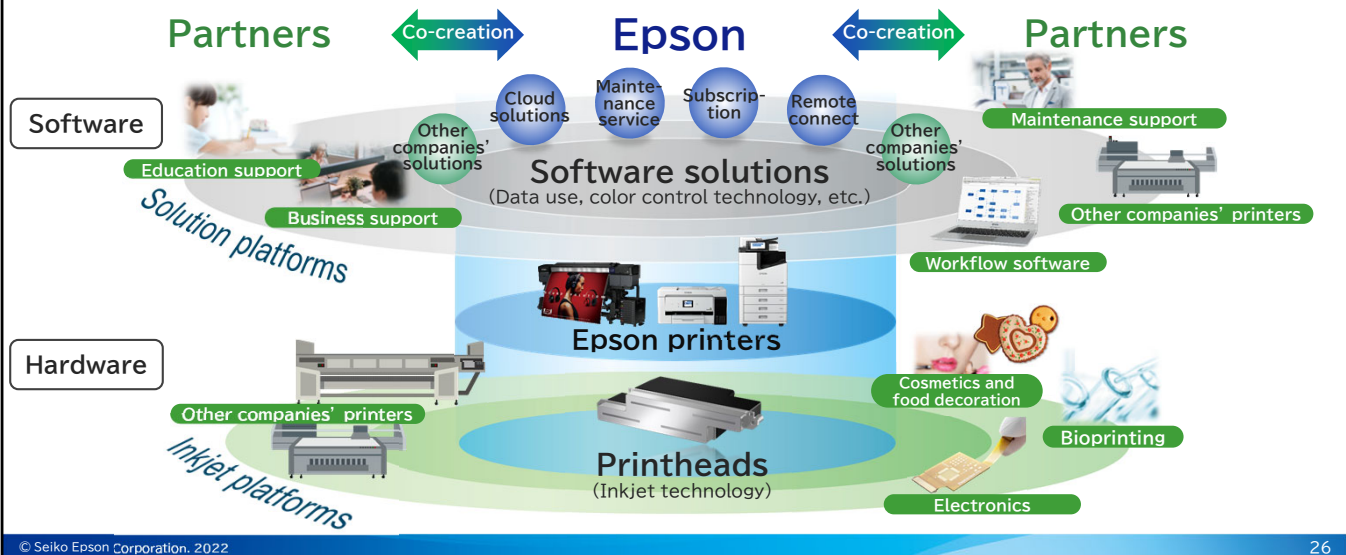 Partners
Co-creation
Epson
Co-creation
Partners
Software
Cloud
solutions
Mainte-
nance
service
Subscrip-
tion
Remote
connect
Other
companies'
solutions
Other
companies'
solutions
Maintenance support
Education support
Software solutions
(Data use, color control technology, etc.)
Business support
Other companies' printers
Solution platforms
Workflow software
Epson printers
Hardware
Cosmetics and
food decoration
Other companies' printers
Bioprinting
Printheads
(Inkjet technology)
Inkjet platforms
Electronics
© Seiko Epson Corporation. 2022
26